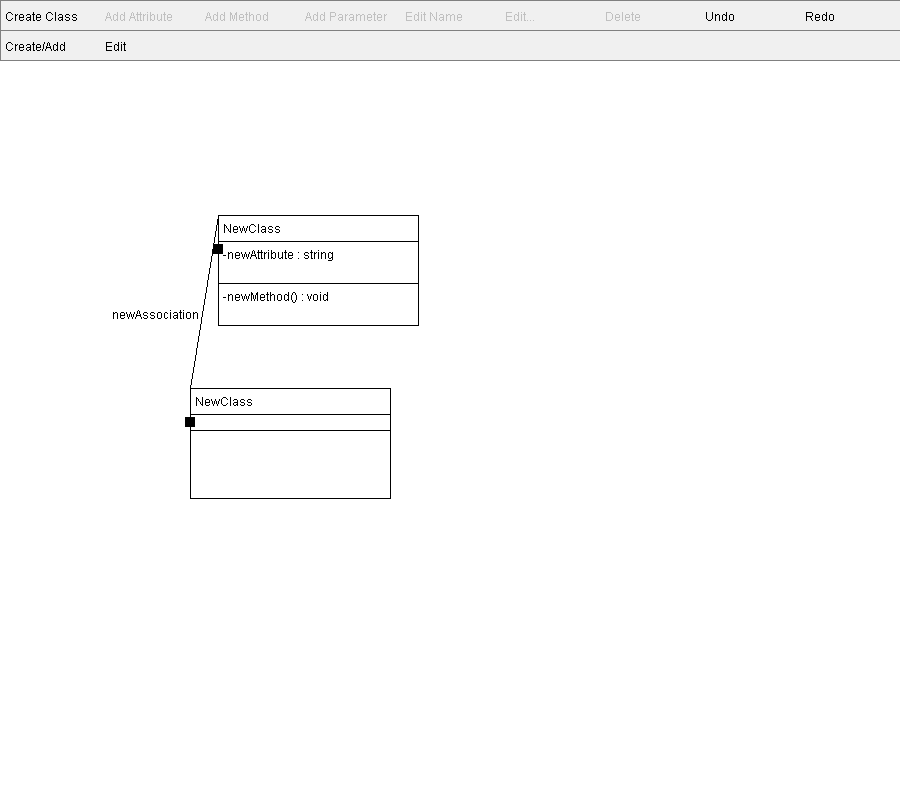 Create Class Add Attribute Add Method Add Parameter Edit Name Edit... Delete Undo Redo
Create/Add Edit
NewClass
-newAttribute : string
-newMethod() : void
newAssociation
NewClass